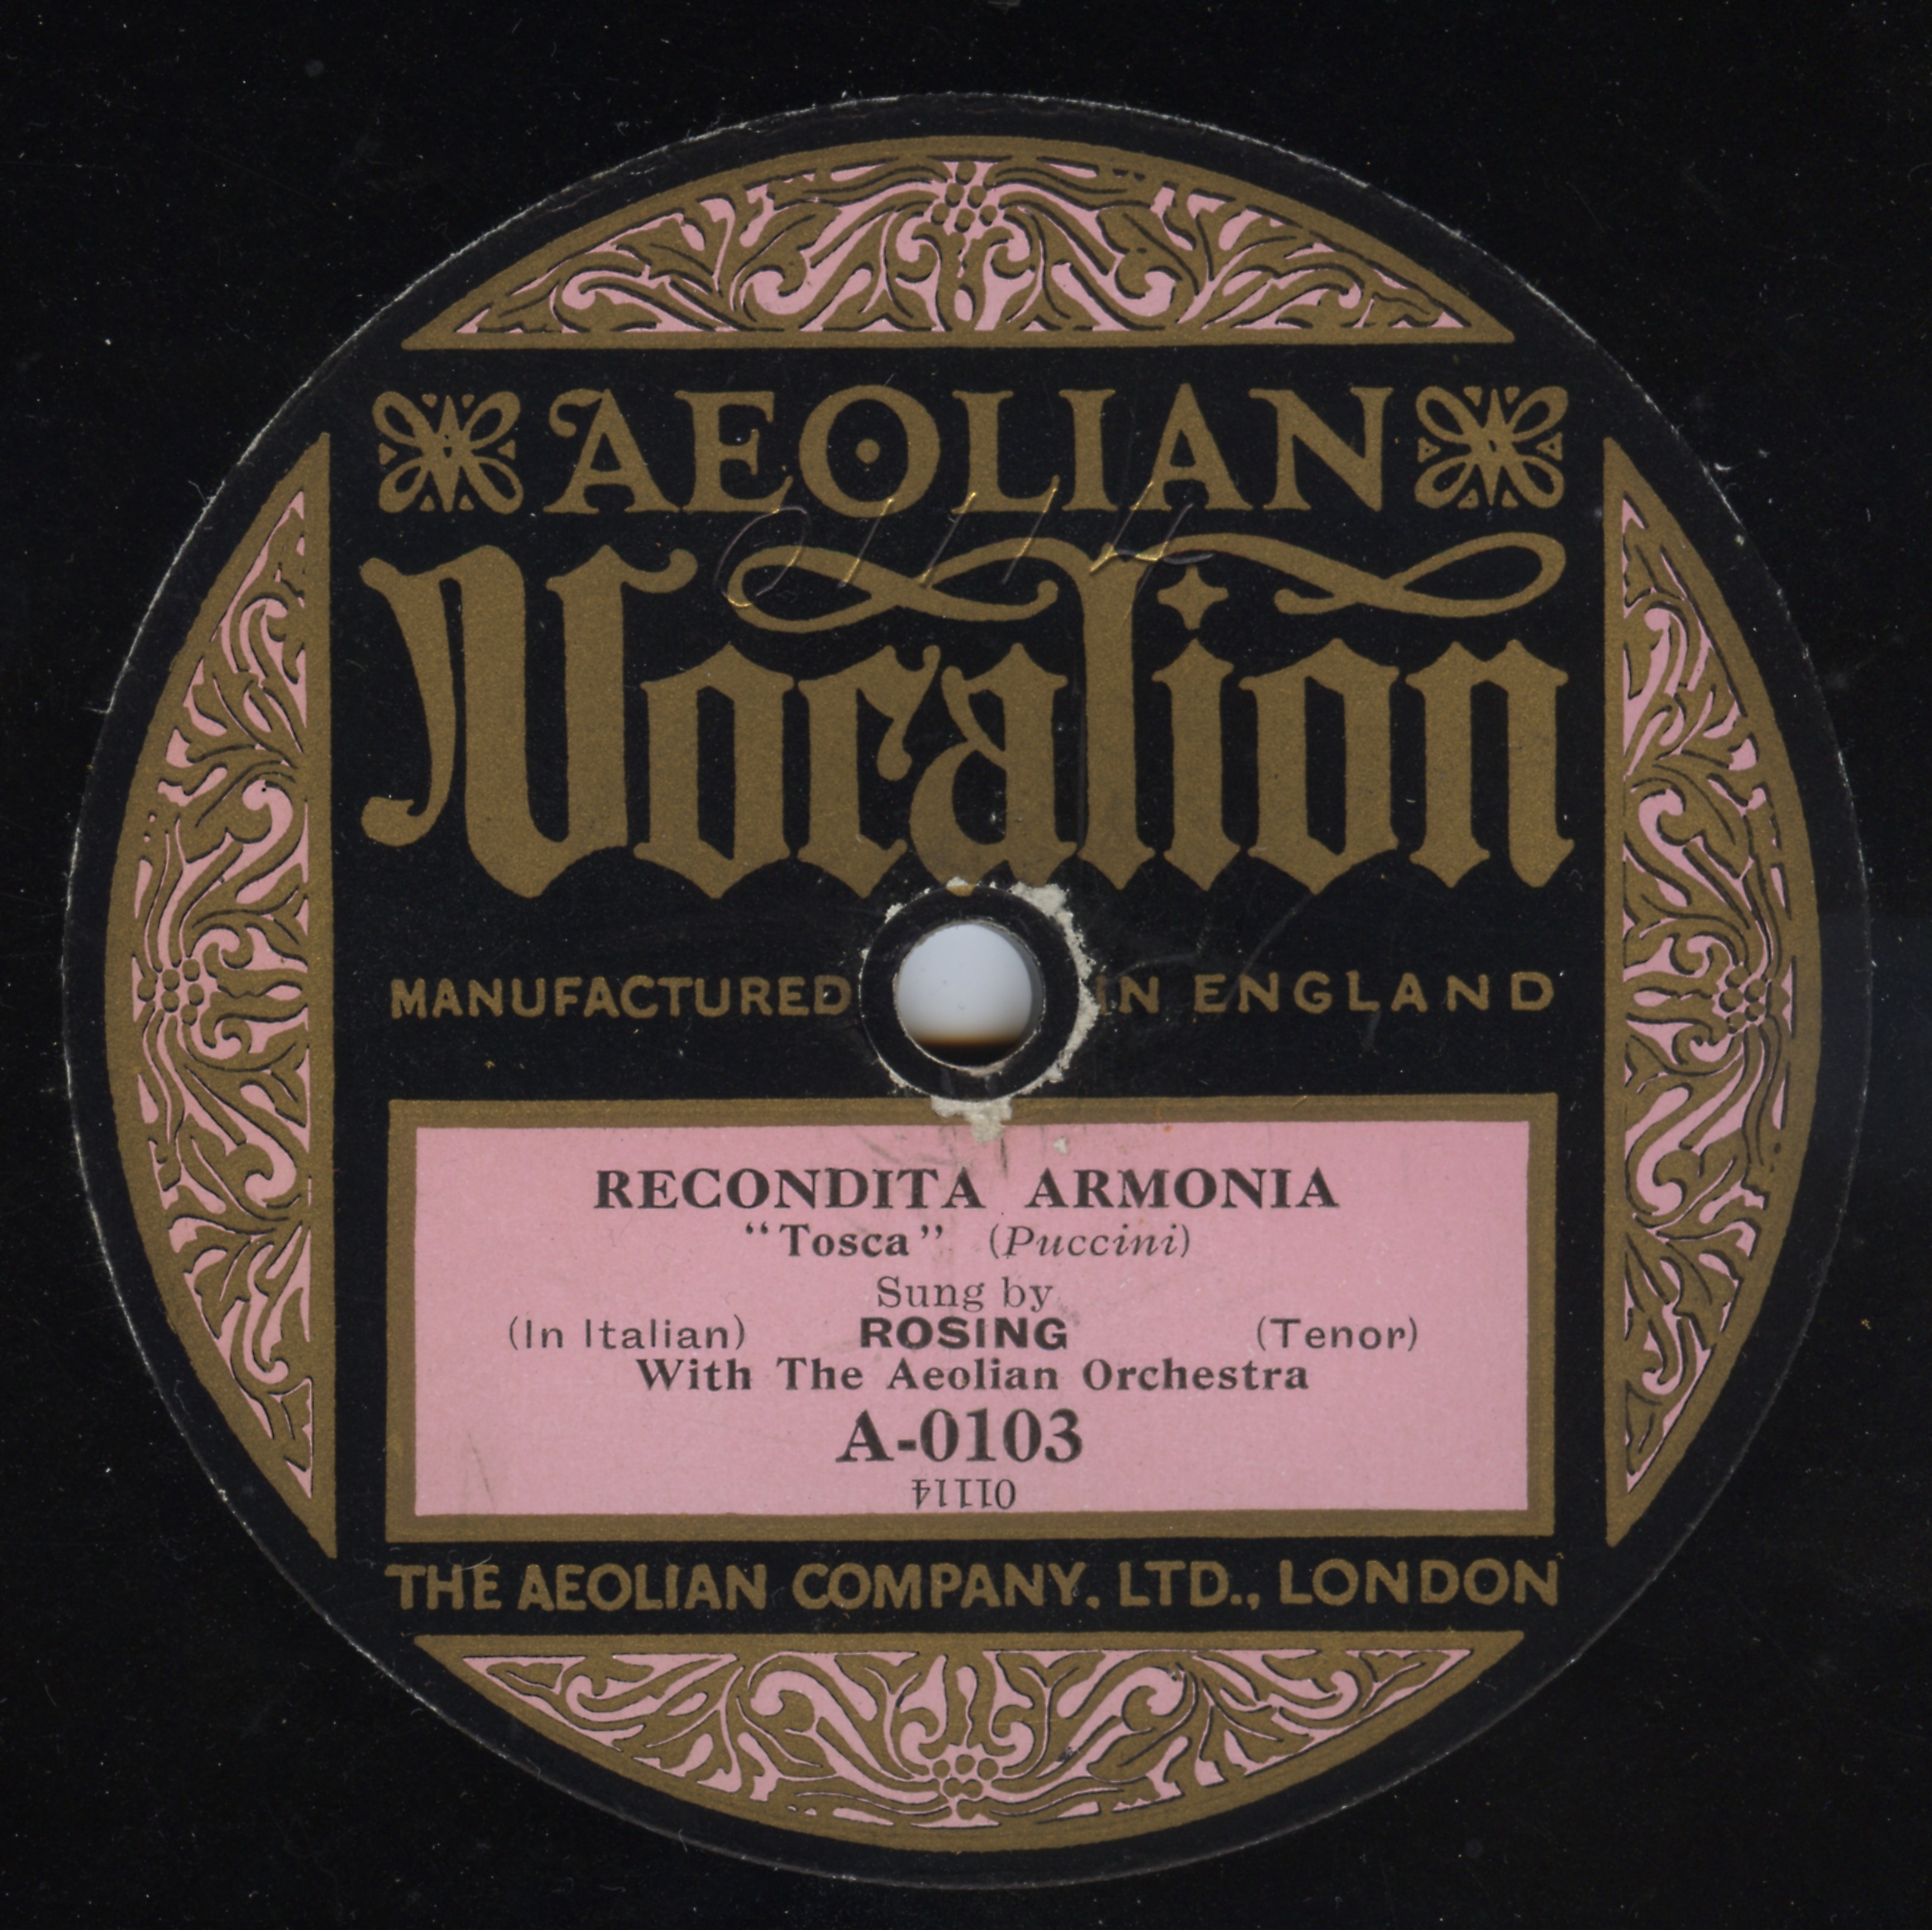 AEOLIAN
01114
Vocalion
MANUFACTURED IN ENGLAND
RECONDITA ARMONIA
“Tosca” (Puccini)
Sung by
(In Italian) ROSING (Tenor)
With The Aeolian Orchestra
A-0103
01114
THE AEOLIAN COMPANY. LTD., LONDON